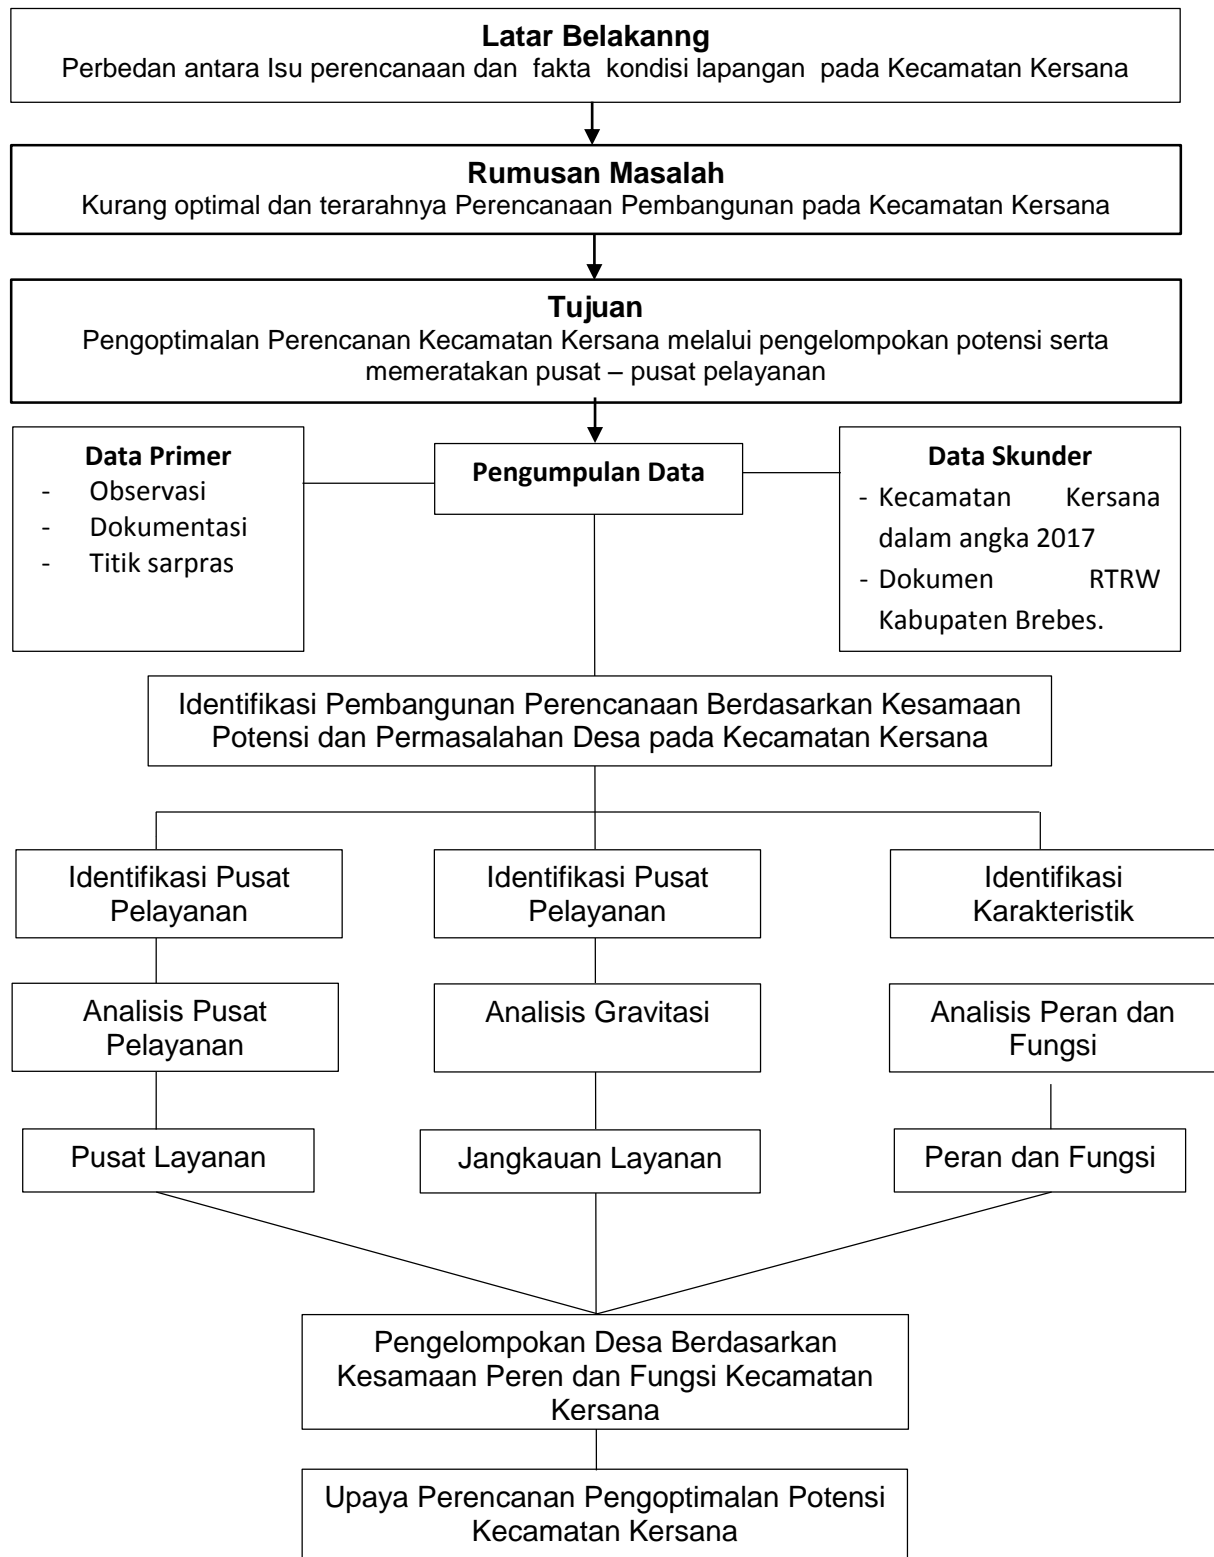 Latar Belakanng
Perbedan antara Isu perencanaan dan fakta kondisi lapangan pada Kecamatan Kersana
Rumusan Masalah
Kurang optimal dan terarahnya Perencanaan Pembangunan pada Kecamatan Kersana
Tujuan
Pengoptimalan Perencanan Kecamatan Kersana melalui pengelompokan potensi serta
memeratakan pusat – pusat pelayanan
Data Primer
- Observasi
- Dokumentasi
- Titik sarpras
Pengumpulan Data
Data Skunder
- Kecamatan Kersana
dalam angka 2017
- Dokumen RTRW
Kabupaten Brebes.
Identifikasi Pembangunan Perencanaan Berdasarkan Kesamaan
Potensi dan Permasalahan Desa pada Kecamatan Kersana
Identifikasi Pusat
Pelayanan
Identifikasi Pusat
Pelayanan
Identifikasi
Karakteristik
Analisis Pusat
Pelayanan
Analisis Gravitasi
Analisis Peran dan
Fungsi
Pusat Layanan
Jangkauan Layanan
Peran dan Fungsi
Pengelompokan Desa Berdasarkan
Kesamaan Peren dan Fungsi Kecamatan
Kersana
Upaya Perencanan Pengoptimalan Potensi
Kecamatan Kersana